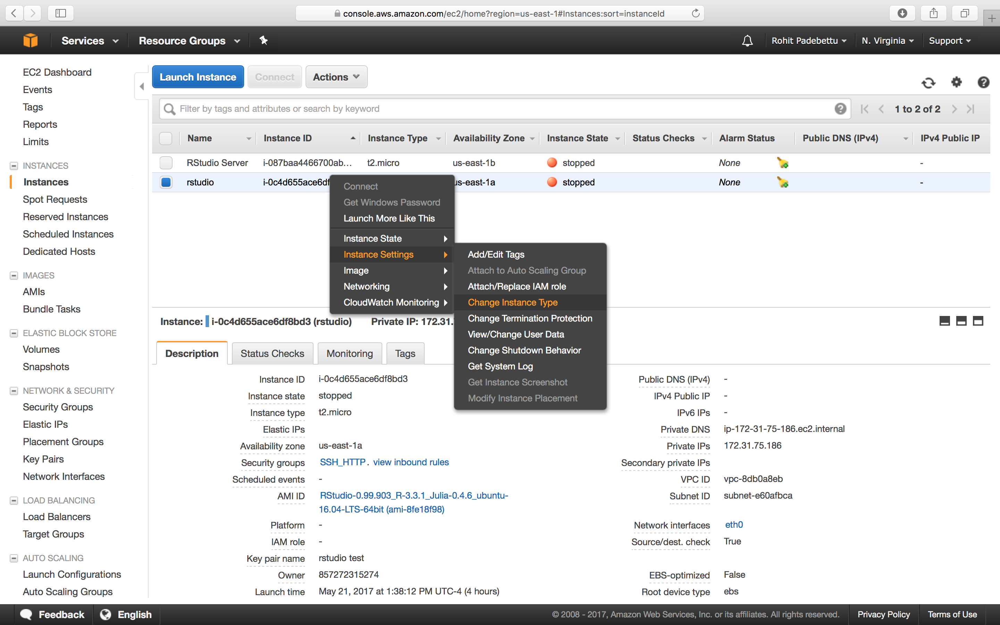 console.aws.amazon.com/ec2/home?region=us-east-1#Instances:sort=instanceId
Services
Resource Groups
Rohit Padebettu
N. Virginia
Support
EC2 Dashboard
Events
Tags
Reports
Limits
INSTANCES
Instances
Spot Requests
Reserved Instances
Scheduled Instances
Dedicated Hosts
IMAGES
AMIs
Bundle Tasks
ELASTIC BLOCK STORE
Volumes
Snapshots
NETWORK & SECURITY
Security Groups
Elastic IPs
Placement Groups
Key Pairs
Network Interfaces
LOAD BALANCING
Load Balancers
Target Groups
AUTO SCALING
Launch Configurations
Auto Scaling Groups
Launch Instance
Connect
Actions
Filter by tags and attributes or search by keyword
1 to 2 of 2
Name Instance ID Instance Type Availability Zone Instance State Status Checks Alarm Status Public DNS (IPv4) IPv4 Public IP
RStudio Server i-087baa4466700ab... t2.micro us-east-1b stopped None -
rstudio i-0c4d655ace6df us-east-1a stopped None -
Connect
Get Windows Password
Launch More Like This
Instance State
Instance Settings
Image
Networking
CloudWatch Monitoring
Add/Edit Tags
Attach to Auto Scaling Group
Attach/Replace IAM role
Change Instance Type
Change Termination Protection
View/Change User Data
Change Shutdown Behavior
Get System Log
Get Instance Screenshot
Modify Instance Placement
Instance: i-0c4d655ace6df8bd3 (rstudio) Private IP: 172.31.
Description
Status Checks
Monitoring
Tags
Instance ID i-0c4d655ace6df8bd3
Instance state stopped
Instance type t2.micro
Elastic IPs
Availability zone us-east-1a
Security groups SSH_HTTP . view inbound rules
Scheduled events -
AMI ID RStudio-0.99.903_R-3.3.1_Julia-0.4.6_ubuntu-
16.04-LTS-64bit (ami-8fe18f98)
Platform -
IAM role -
Key pair name rstudio test
Owner 857272315274
Launch time May 21, 2017 at 1:38:12 PM UTC-4 (4 hours)
Public DNS (IPv4) -
IPv4 Public IP -
IPv6 IPs -
Private DNS ip-172-31-75-186.ec2.internal
Private IPs 172.31.75.186
Secondary private IPs
VPC ID vpc-8db0a8eb
Subnet ID subnet-e60afbca
Network interfaces eth0
Source/dest. check True
EBS-optimized False
Root device type ebs
Feedback
English
© 2008 - 2017, Amazon Web Services, Inc. or its affiliates. All rights reserved.
Privacy Policy
Terms of Use